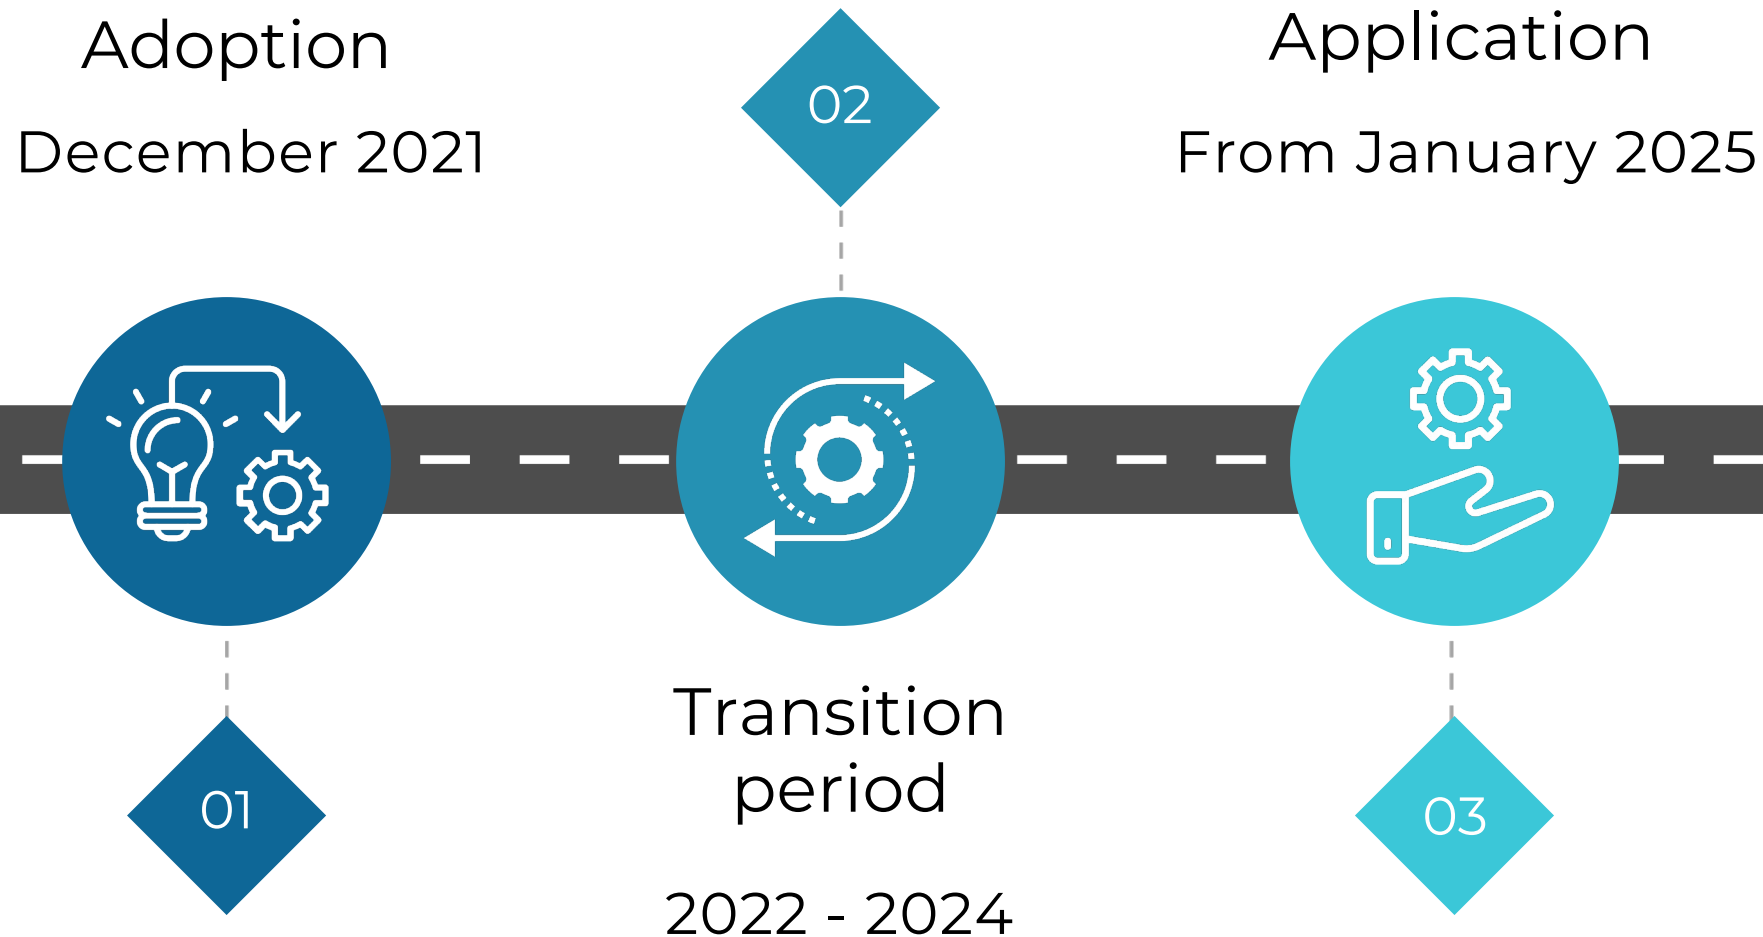 Adoption
December 2021
01
02
Transition
period
2022 - 2024
Application
From January 2025
03